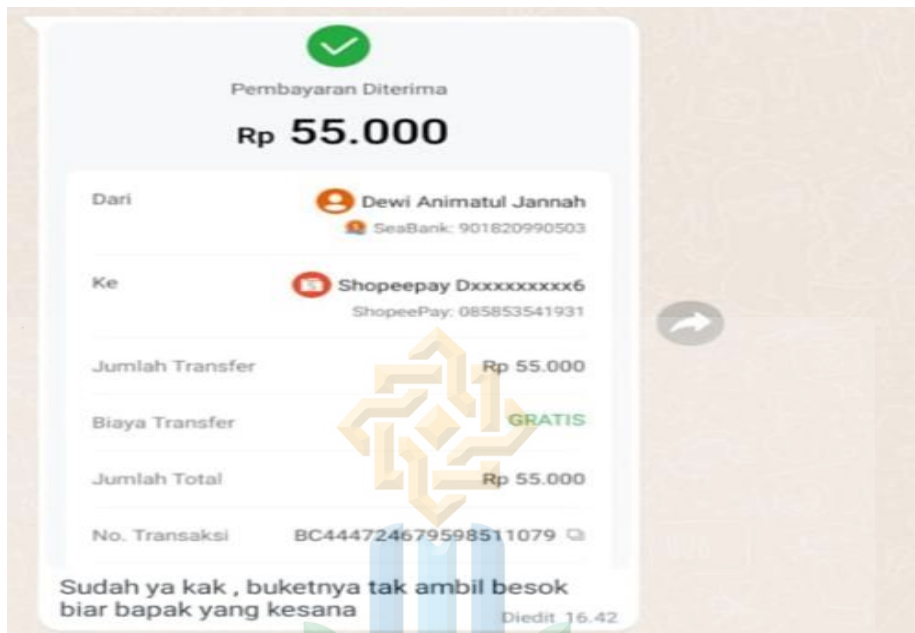 Pembayaran Diterima
Rp 55.000
Dari
Dewi Animatul Jannah
SeaBank: 901820990503
Ke
Shopeepay Dxxxxxxxxx6
ShopeePay: 085853541931
Jumlah Transfer Rp 55.000
Biaya Transfer GRATIS
Jumlah Total Rp 55.000
No. Transaksi BC444724679598511079
Sudah ya kak , buketnya tak ambil besok
biar bapak yang kesana
Diedit 16.42